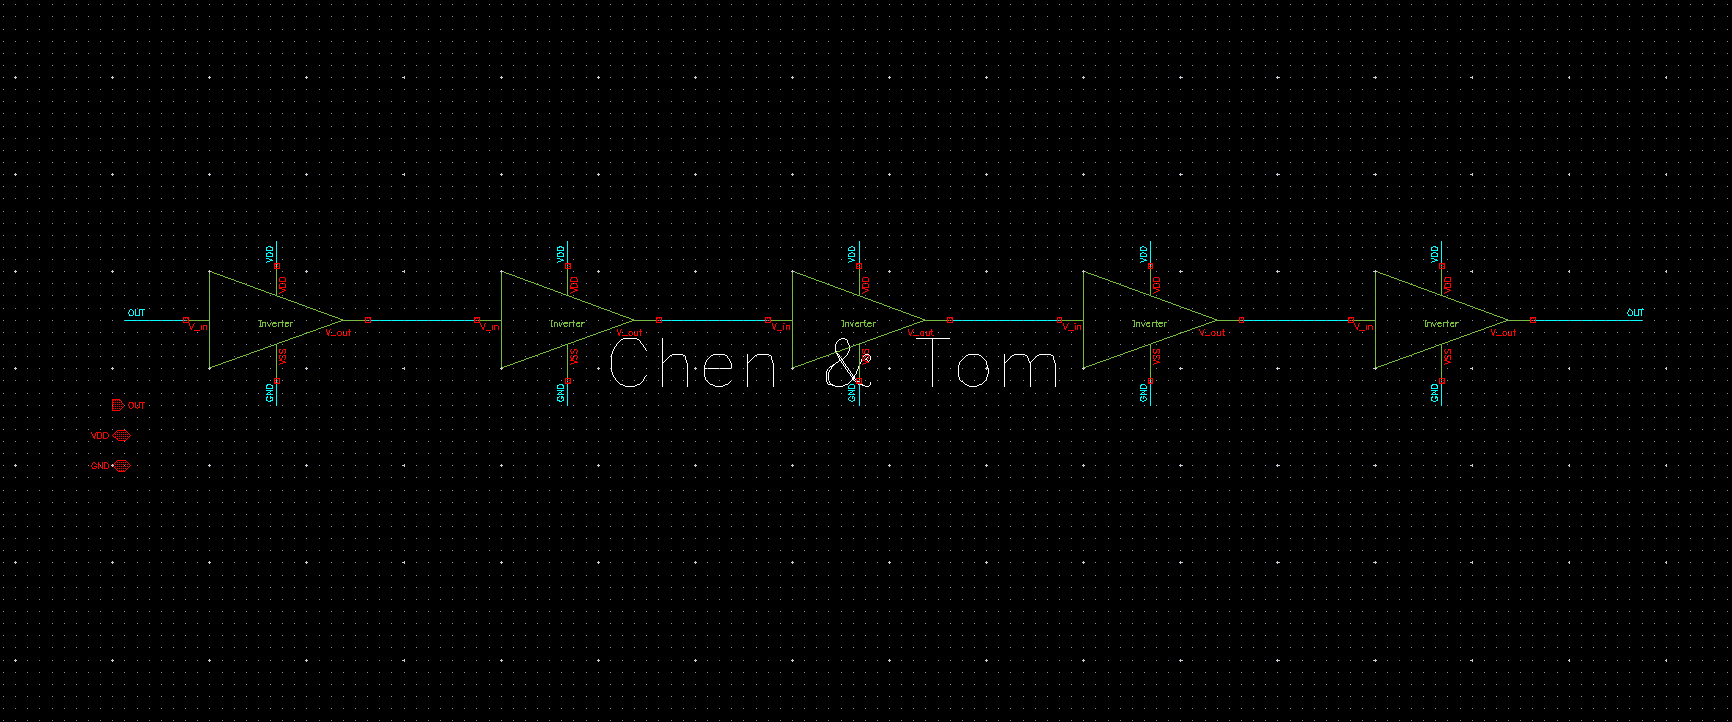 VDD VDD VDD VDD VDD
VDD VDD VDD VDD VDD
OUT OUT
V_in Inverter V_out V_in Inverter V_out V_in Inverter V_out V_in Inverter V_out V_in Inverter V_out
VSS VSS VSS VSS VSS
Chen & Tom
GND GND GND GND GND
OUT
VDD
GND